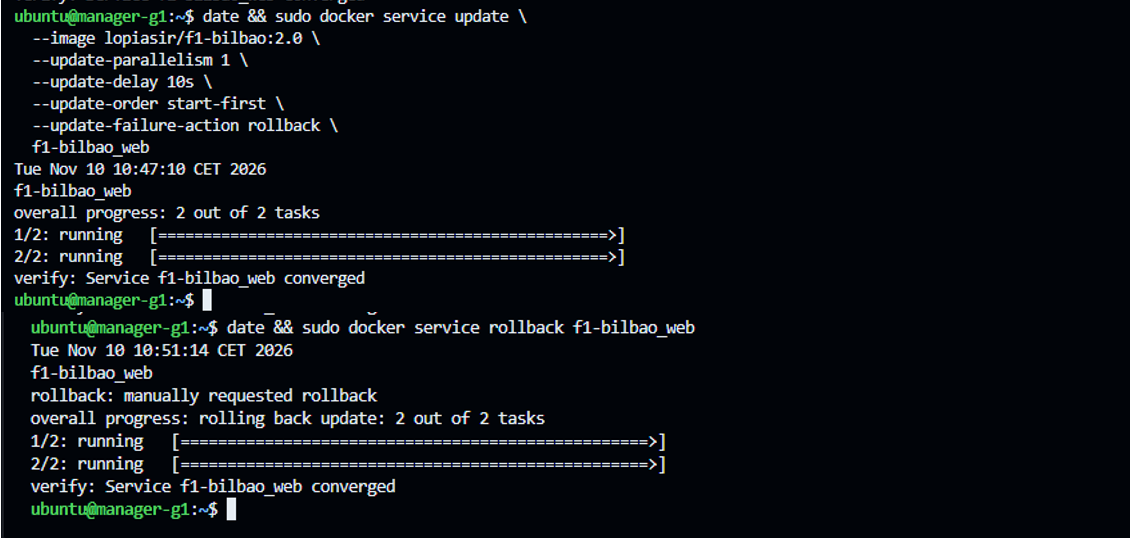 ubuntu@manager-g1:~$ date && sudo docker service update \
--image lopiasir/f1-bilbao:2.0 \
--update-parallelism 1 \
--update-delay 10s \
--update-order start-first \
--update-failure-action rollback \
f1-bilbao_web
Tue Nov 10 10:47:10 CET 2026
f1-bilbao_web
overall progress: 2 out of 2 tasks
1/2: running [==================================================>]
2/2: running [==================================================>]
verify: Service f1-bilbao_web converged
ubuntu@manager-g1:~$
ubuntu@manager-g1:~$ date && sudo docker service rollback f1-bilbao_web
Tue Nov 10 10:51:14 CET 2026
f1-bilbao_web
rollback: manually requested rollback
overall progress: rolling back update: 2 out of 2 tasks
1/2: running [==================================================>]
2/2: running [==================================================>]
verify: Service f1-bilbao_web converged
ubuntu@manager-g1:~$